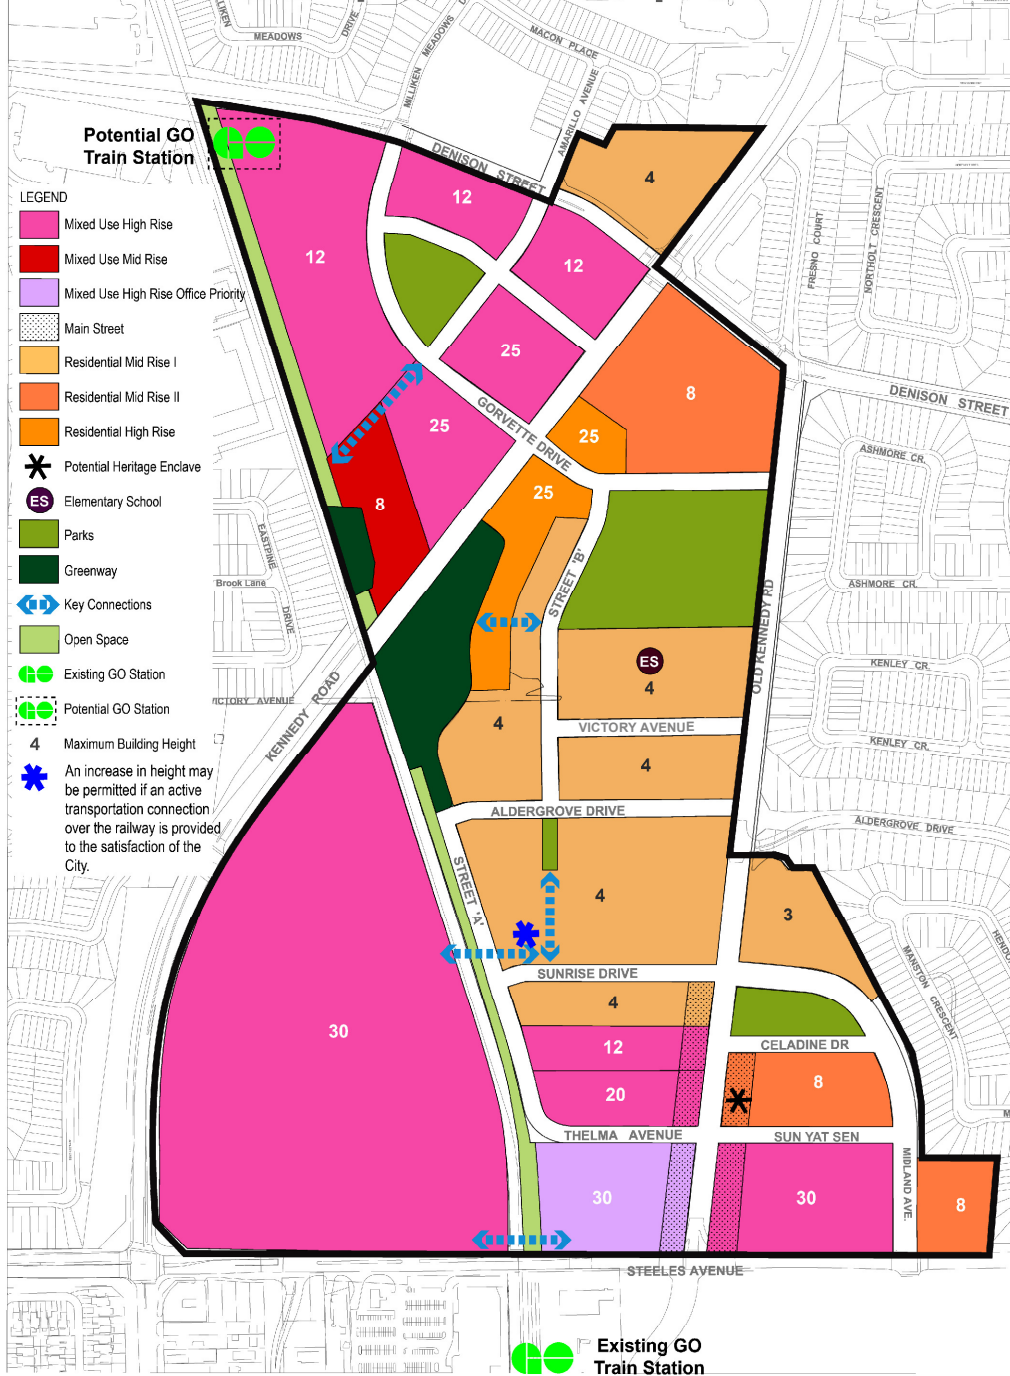 MILLIKEN
MEADOWS
DRIVE
MILLIKEN MEADOWS
MACON PLACE
AMARILLO AVENUE
Potential GO
Train Station
DENISON STREET
LEGEND
Mixed Use High Rise
Mixed Use Mid Rise
Mixed Use High Rise Office Priority
Main Street
Residential Mid Rise I
Residential Mid Rise II
Residential High Rise
Potential Heritage Enclave
ES
Elementary School
Parks
Greenway
Key Connections
Open Space
Existing GO Station
Potential GO Station
4
Maximum Building Height
An increase in height may
be permitted if an active
transportation connection
over the railway is provided
to the satisfaction of the
City.
4
12
12
12
FRESNO COURT
NORTHOLT CRESCENT
25
8
DENISON STREET
25
GORVETTE DRIVE
25
25
8
ASHMORE CR.
EASTPINE
DRIVE
Brook Lane
STREET 'B'
ASHMORE CR.
OLD KENNEDY RD
ES
4
KENLEY CR.
VICTORY AVENUE
KENNEDY ROAD
4
VICTORY AVENUE
KENLEY CR.
4
ALDERGROVE DRIVE
ALDERGROVE DRIVE
STREET 'A'
4
3
MANSTON CRESCENT
SUNRISE DRIVE
4
30
12
CELADINE DR
20
8
THELMA AVENUE
SUN YAT SEN
MIDLAND AVE.
30
30
8
STEELES AVENUE
Existing GO
Train Station